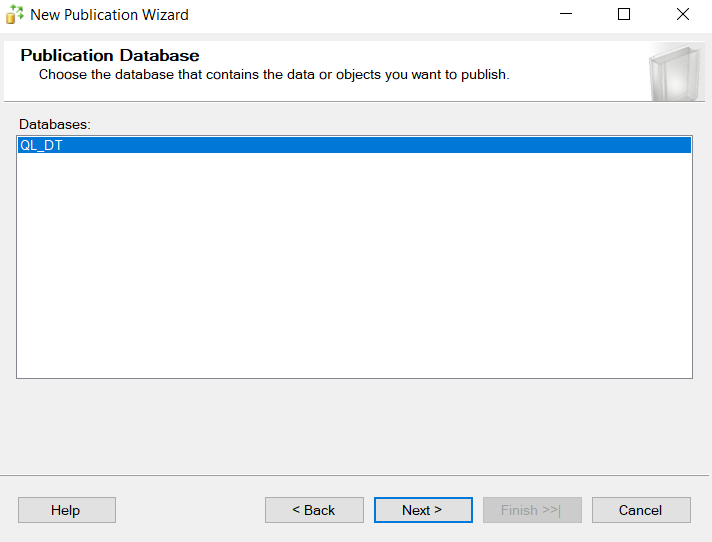 New Publication Wizard
Publication Database
Choose the database that contains the data or objects you want to publish.
Databases:
QL_DT
Help
< Back
Next >
Finish >>|
Cancel